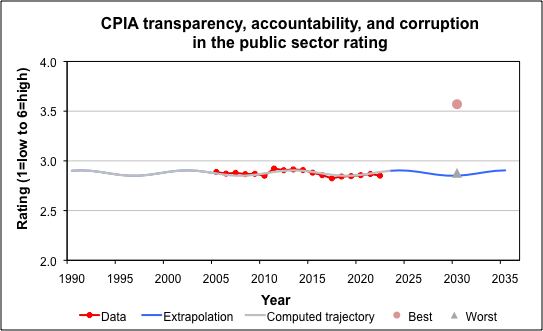 CPIA transparency, accountability, and corruption
in the public sector rating
Rating (1=low to 6=high)
4.0
3.5
3.0
2.5
2.0
1990 1995 2000 2005 2010 2015 2020 2025 2030 2035
Year
Data Extrapolation Computed trajectory Best Worst